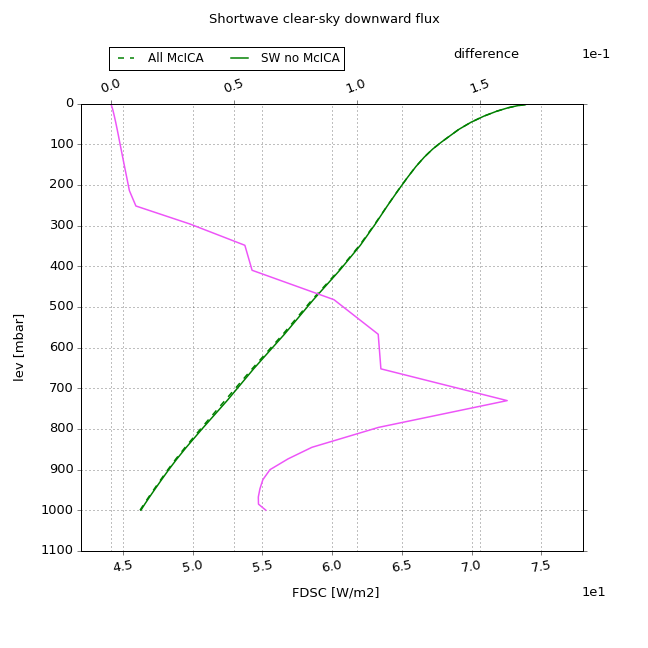 Shortwave clear-sky downward flux
All McICA
SW no McICA
difference
1e-1
0.0
0.5
1.0
1.5
0
100
200
300
400
500
600
700
800
900
1000
1100
lev [mbar]
4.5
5.0
5.5
6.0
6.5
7.0
7.5
FDSC [W/m2]
1e1